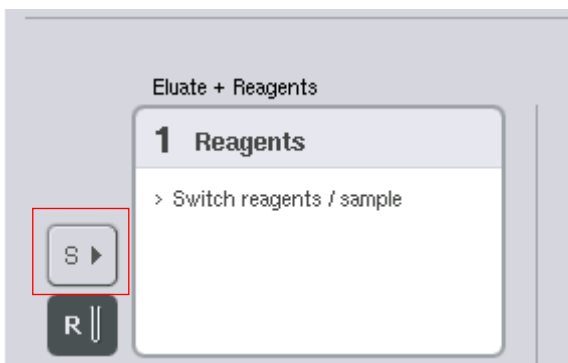 Eluate + Reagents
1 Reagents
> Switch reagents / sample
S
R